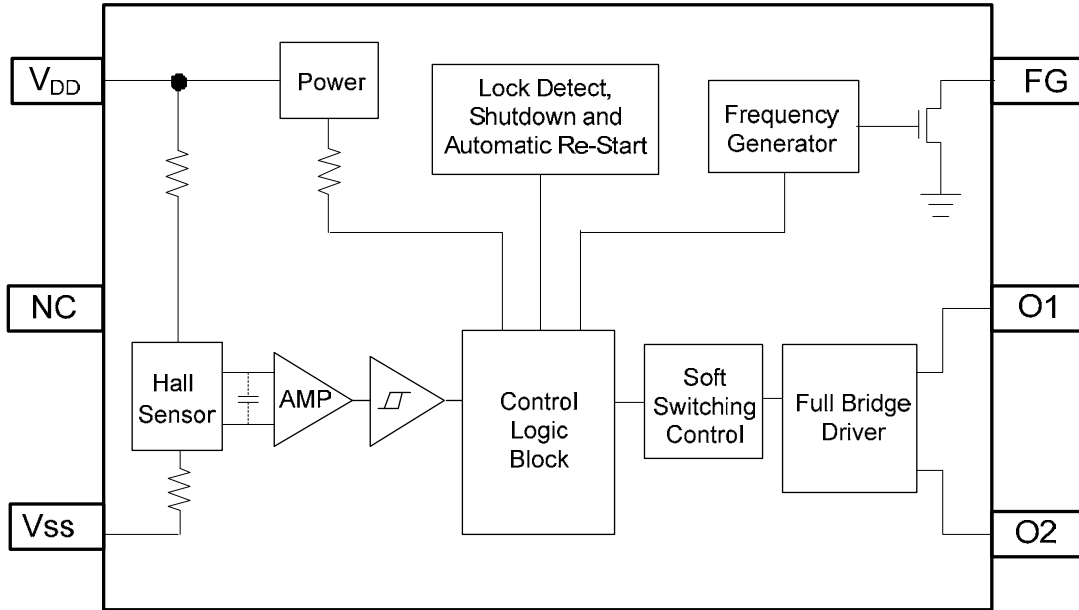 V_DD
Power
Lock Detect,
Shutdown and
Automatic Re-Start
Frequency
Generator
FG
NC
O1
Hall
Sensor
AMP
Control
Logic
Block
Soft
Switching
Control
Full Bridge
Driver
Vss
O2